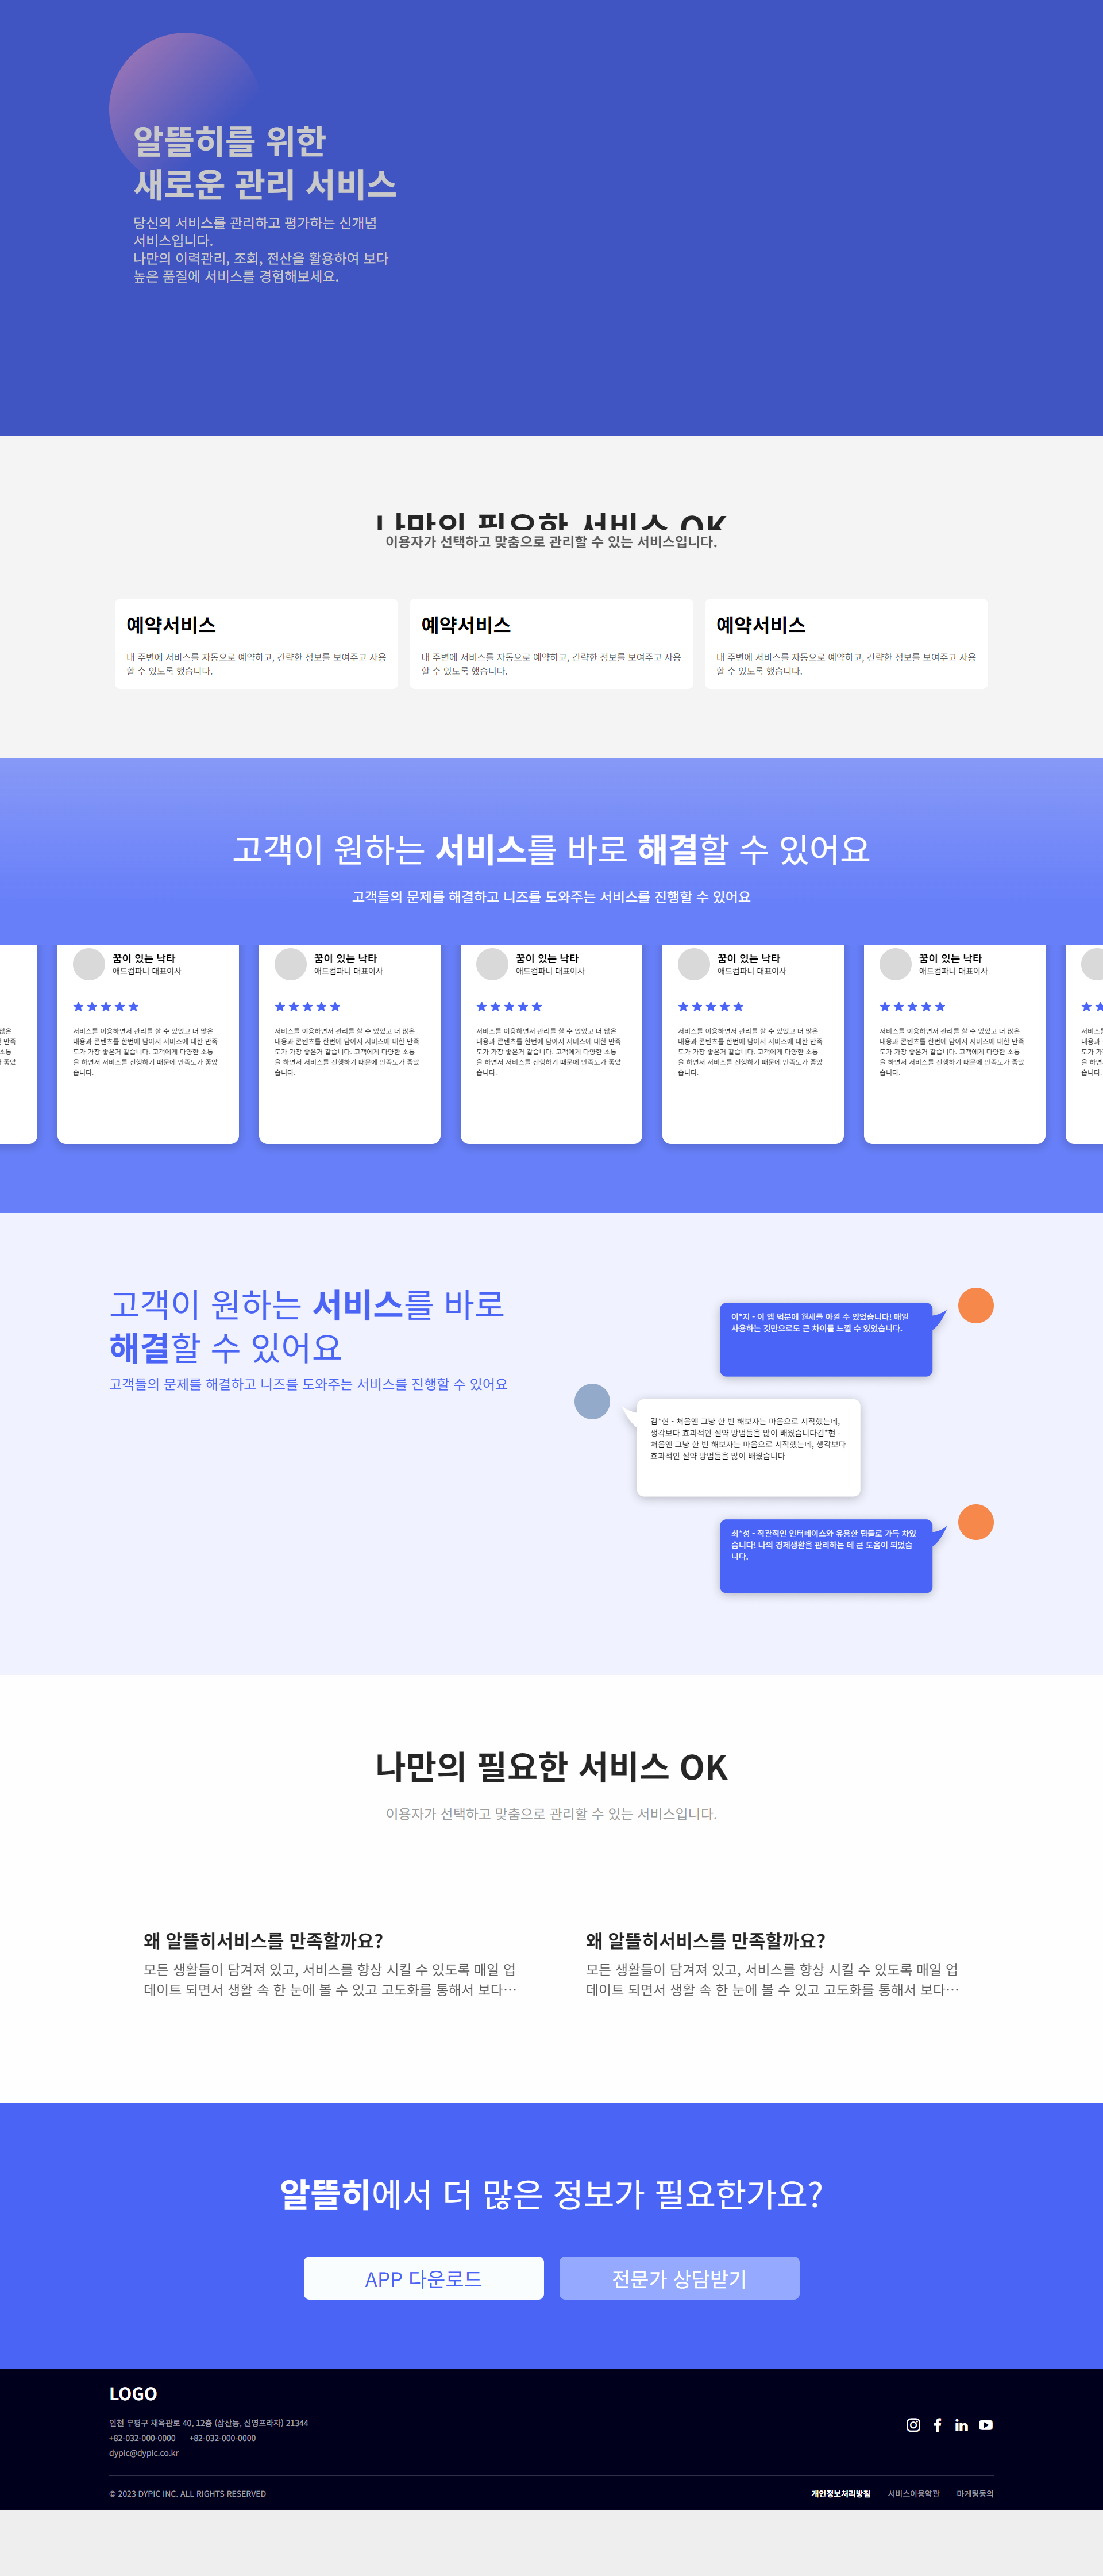 알뜰히를 위한
새로운 관리 서비스
당신의 서비스를 관리하고 평가하는 신개념
서비스입니다.
나만의 이력관리, 조회, 전산을 활용하여 보다
높은 품질에 서비스를 경험해보세요.
나만의 필요한 서비스 OK
이용자가 선택하고 맞춤으로 관리할 수 있는 서비스입니다.
예약서비스
내 주변에 서비스를 자동으로 예약하고, 간략한 정보를 보여주고 사용
할 수 있도록 했습니다.
예약서비스
내 주변에 서비스를 자동으로 예약하고, 간략한 정보를 보여주고 사용
할 수 있도록 했습니다.
예약서비스
내 주변에 서비스를 자동으로 예약하고, 간략한 정보를 보여주고 사용
할 수 있도록 했습니다.
고객이 원하는 서비스를 바로 해결할 수 있어요
고객들의 문제를 해결하고 니즈를 도와주는 서비스를 진행할 수 있어요
많은
만족
소통
좋았
꿈이 있는 낙타
애드컴파니 대표이사
서비스를 이용하면서 관리를 할 수 있었고 더 많은
내용과 콘텐츠를 한번에 담아서 서비스에 대한 만족
도가 가장 좋은거 같습니다. 고객에게 다양한 소통
을 하면서 서비스를 진행하기 때문에 만족도가 좋았
습니다.
꿈이 있는 낙타
애드컴파니 대표이사
서비스를 이용하면서 관리를 할 수 있었고 더 많은
내용과 콘텐츠를 한번에 담아서 서비스에 대한 만족
도가 가장 좋은거 같습니다. 고객에게 다양한 소통
을 하면서 서비스를 진행하기 때문에 만족도가 좋았
습니다.
꿈이 있는 낙타
애드컴파니 대표이사
서비스를 이용하면서 관리를 할 수 있었고 더 많은
내용과 콘텐츠를 한번에 담아서 서비스에 대한 만족
도가 가장 좋은거 같습니다. 고객에게 다양한 소통
을 하면서 서비스를 진행하기 때문에 만족도가 좋았
습니다.
꿈이 있는 낙타
애드컴파니 대표이사
서비스를 이용하면서 관리를 할 수 있었고 더 많은
내용과 콘텐츠를 한번에 담아서 서비스에 대한 만족
도가 가장 좋은거 같습니다. 고객에게 다양한 소통
을 하면서 서비스를 진행하기 때문에 만족도가 좋았
습니다.
꿈이 있는 낙타
애드컴파니 대표이사
서비스를 이용하면서 관리를 할 수 있었고 더 많은
내용과 콘텐츠를 한번에 담아서 서비스에 대한 만족
도가 가장 좋은거 같습니다. 고객에게 다양한 소통
을 하면서 서비스를 진행하기 때문에 만족도가 좋았
습니다.
서비스를
내용과
도가 가
을 하면
습니다.
고객이 원하는 서비스를 바로
해결할 수 있어요
고객들의 문제를 해결하고 니즈를 도와주는 서비스를 진행할 수 있어요
이*지 - 이 앱 덕분에 월세를 아낄 수 있었습니다! 매일
사용하는 것만으로도 큰 차이를 느낄 수 있었습니다.
김*현 - 처음엔 그냥 한 번 해보자는 마음으로 시작했는데,
생각보다 효과적인 절약 방법들을 많이 배웠습니다김*현 -
처음엔 그냥 한 번 해보자는 마음으로 시작했는데, 생각보다
효과적인 절약 방법들을 많이 배웠습니다
최*성 - 직관적인 인터페이스와 유용한 팁들로 가득 차있
습니다! 나의 경제생활을 관리하는 데 큰 도움이 되었습
니다.
나만의 필요한 서비스 OK
이용자가 선택하고 맞춤으로 관리할 수 있는 서비스입니다.
왜 알뜰히서비스를 만족할까요?
모든 생활들이 담겨져 있고, 서비스를 향상 시킬 수 있도록 매일 업
데이트 되면서 생활 속 한 눈에 볼 수 있고 고도화를 통해서 보다…
왜 알뜰히서비스를 만족할까요?
모든 생활들이 담겨져 있고, 서비스를 향상 시킬 수 있도록 매일 업
데이트 되면서 생활 속 한 눈에 볼 수 있고 고도화를 통해서 보다…
알뜰히에서 더 많은 정보가 필요한가요?
APP 다운로드
전문가 상담받기
LOGO
인천 부평구 채육관로 40, 12층 (삼산동, 신영프라자) 21344
+82-032-000-0000 +82-032-000-0000
dypic@dypic.co.kr
© 2023 DYPIC INC. ALL RIGHTS RESERVED
개인정보처리방침 서비스이용약관 마케팅동의